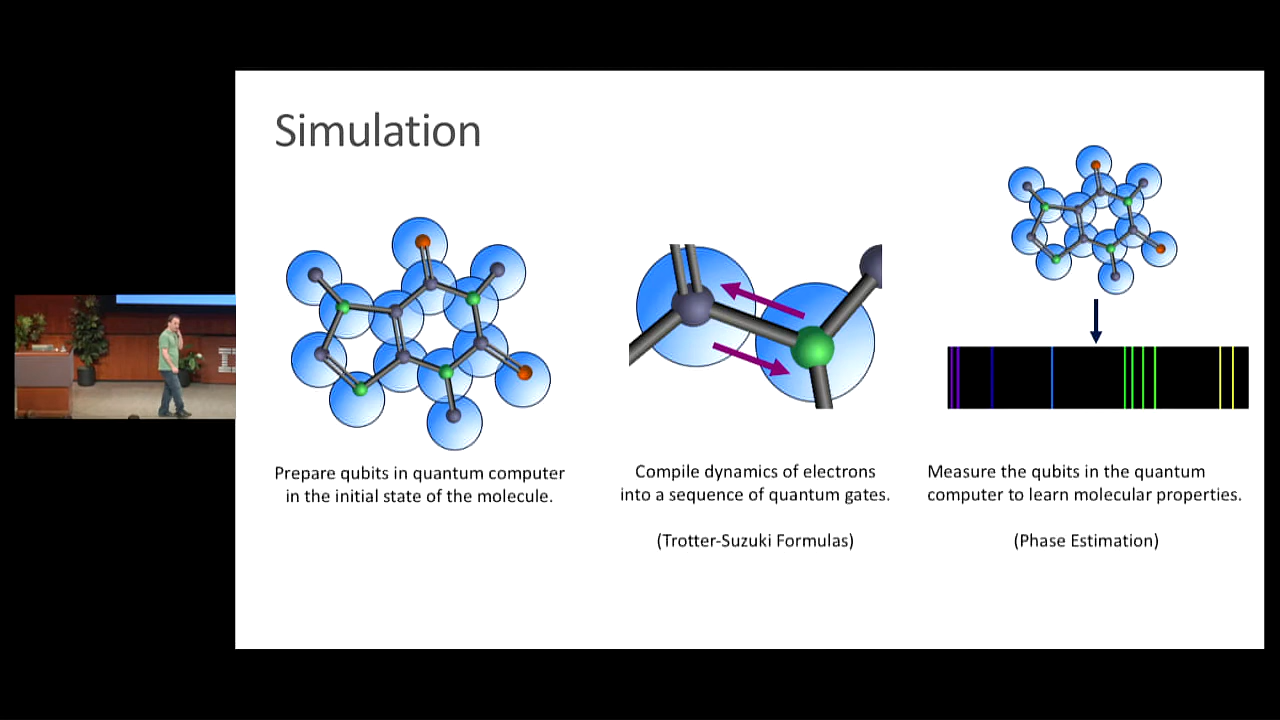 Simulation
Prepare qubits in quantum computer
in the initial state of the molecule.
Compile dynamics of electrons
into a sequence of quantum gates.
(Trotter-Suzuki Formulas)
Measure the qubits in the quantum
computer to learn molecular properties.
(Phase Estimation)